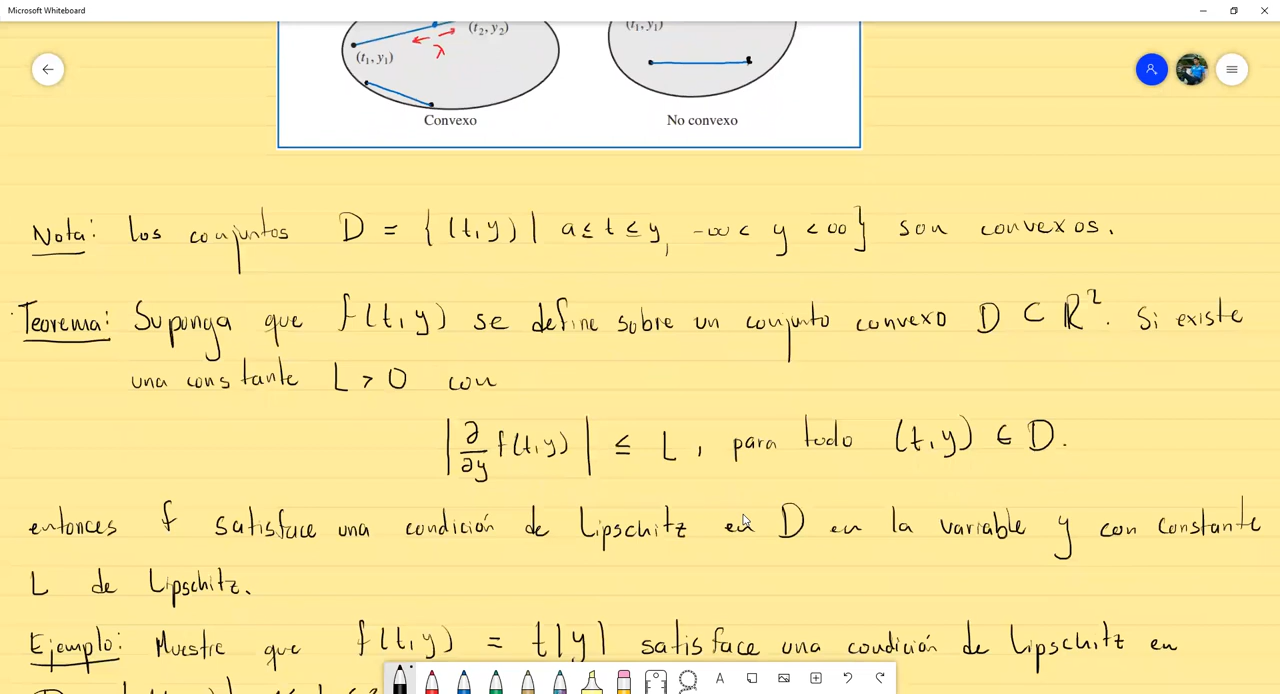 Microsoft Whiteboard
(t₂, y₂)
λ
(t₁, y₁)
(t₁, y₁)
Convexo
No convexo
Nota: los conjuntos D = { (t,y) | a ≤ t ≤ y, -∞ < y < ∞ } son convexos.
Teorema: Suponga que f(t,y) se define sobre un conjunto convexo D ⊂ ℝ². Si existe
una constante L > 0 con
| ∂/∂y f(t,y) | ≤ L, para todo (t,y) ∈ D.
entonces f satisface una condición de Lipschitz en D en la variable y con constante
L de Lipschitz.
Ejemplo: Muestre que f(t,y) = t|y| satisface una condición de Lipschitz en